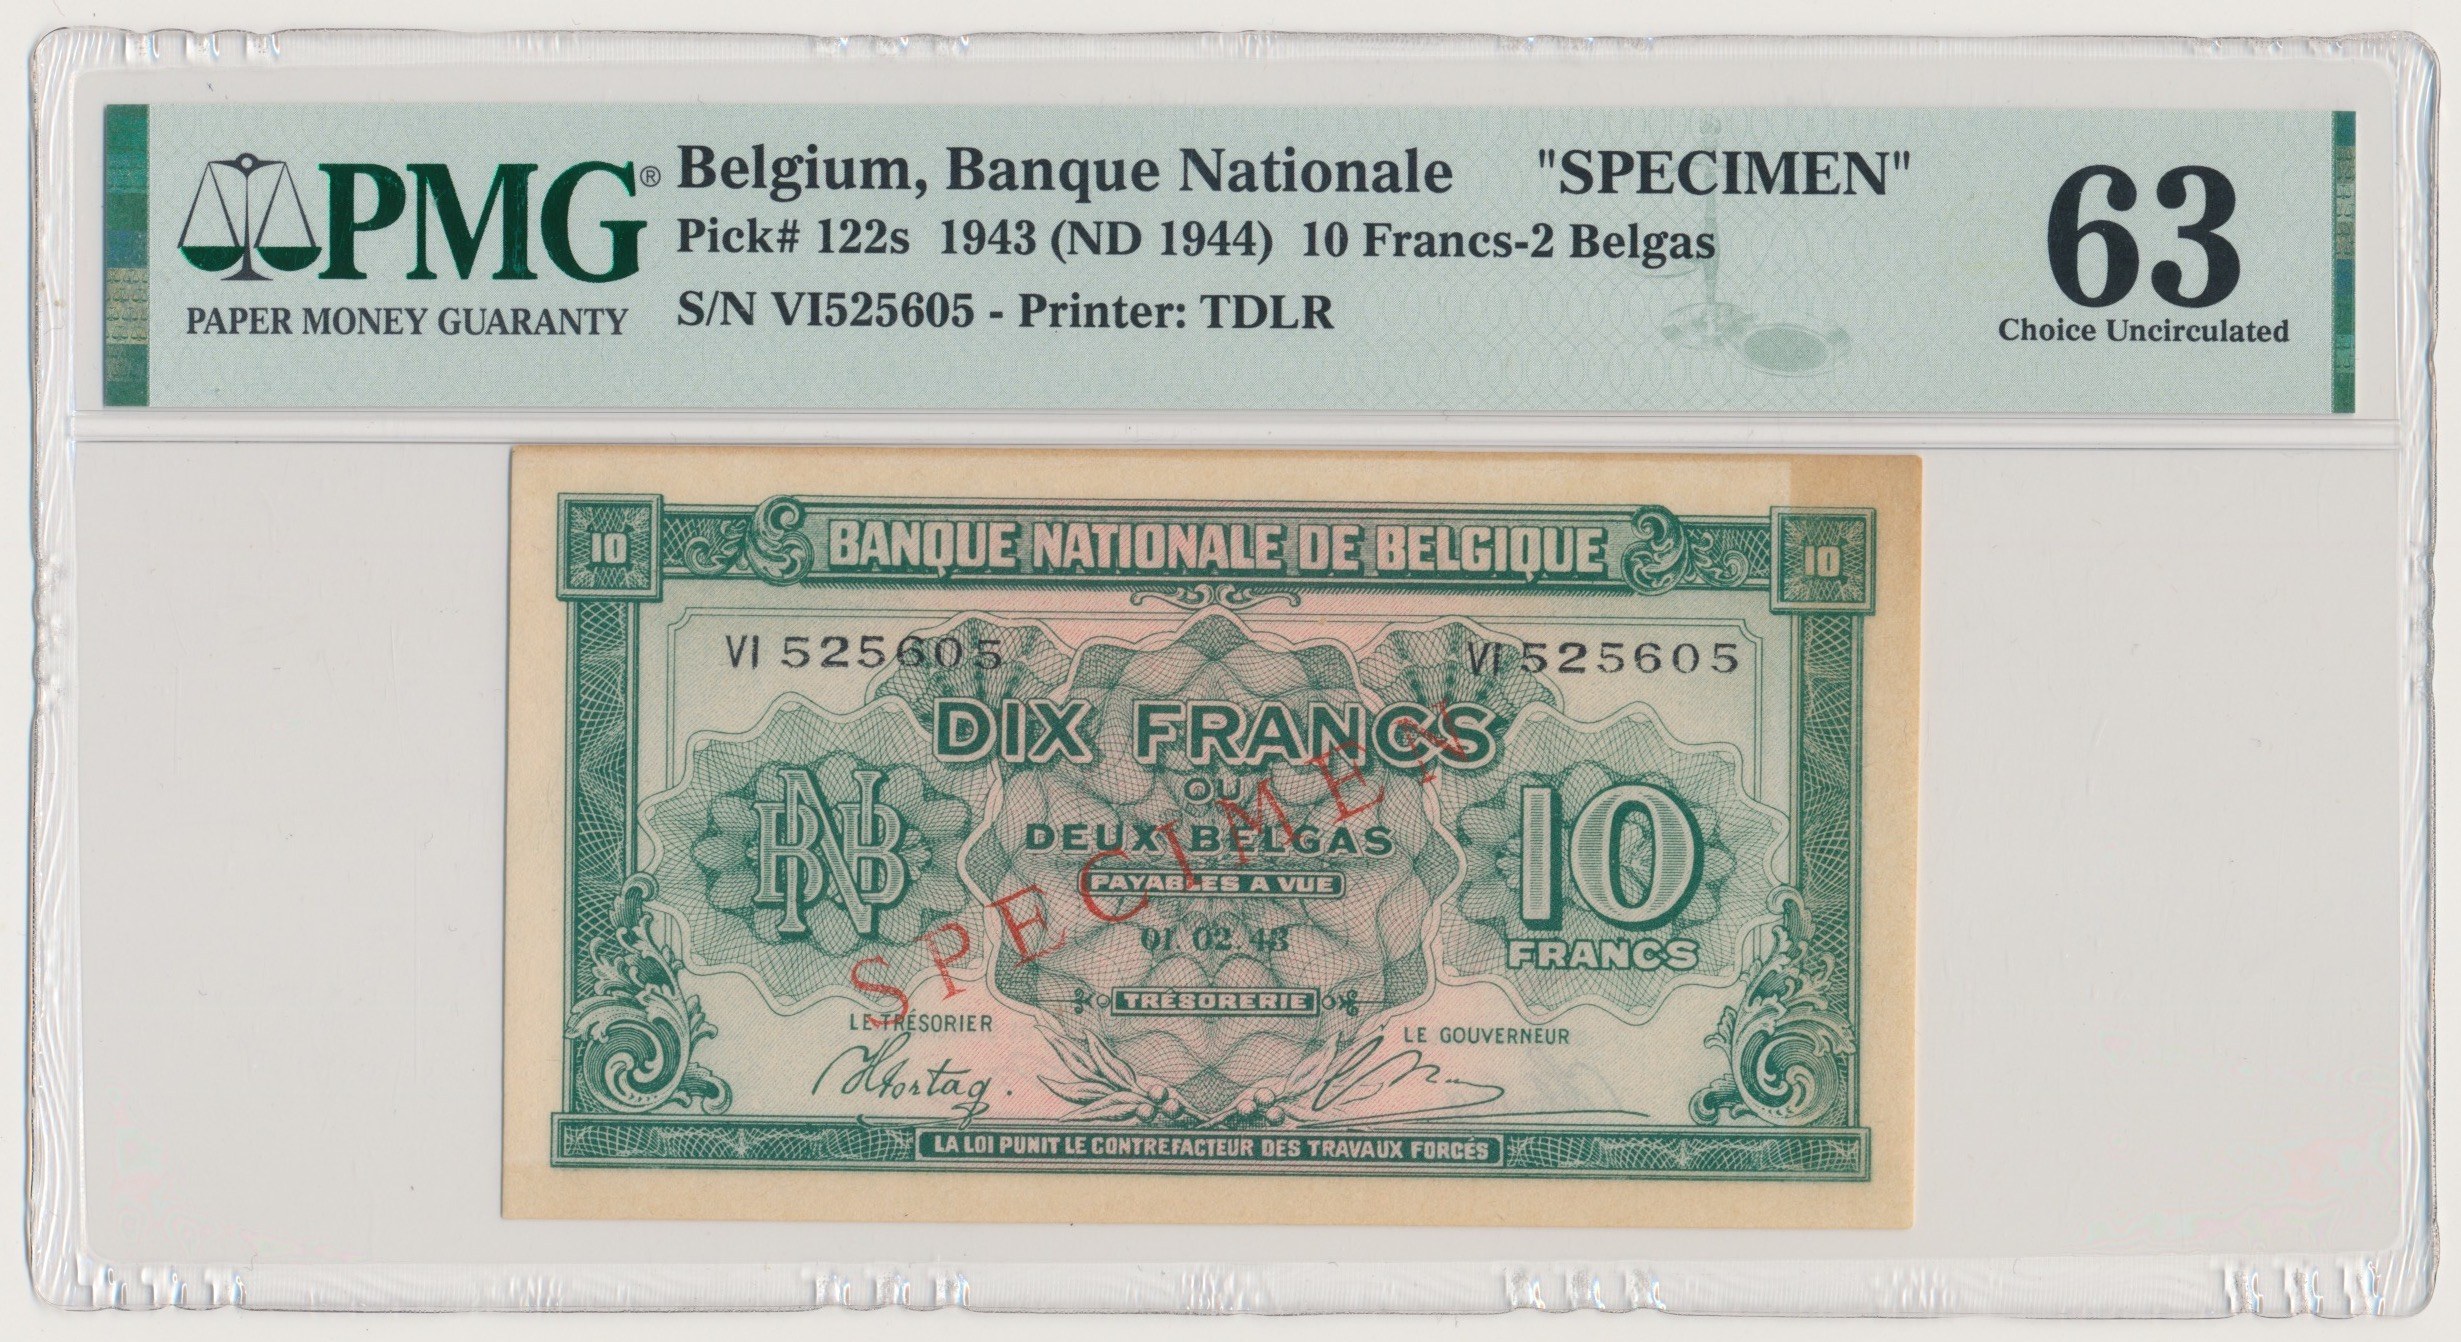 PMG®
PAPER MONEY GUARANTY
Belgium, Banque Nationale "SPECIMEN"
Pick# 122s 1943 (ND 1944) 10 Francs-2 Belgas
S/N VI525605 - Printer: TDLR
63
Choice Uncirculated
10 BANQUE NATIONALE DE BELGIQUE 10
VI 525605 VI 525605
DIX FRANCS
OU
DEUX BELGAS
PAYABLES A VUE
BNB
10
FRANCS
SPECIMEN
01.02.43
TRÉSORERIE
LE TRÉSORIER
LE GOUVERNEUR
LA LOI PUNIT LE CONTREFACTEUR DES TRAVAUX FORCÉS